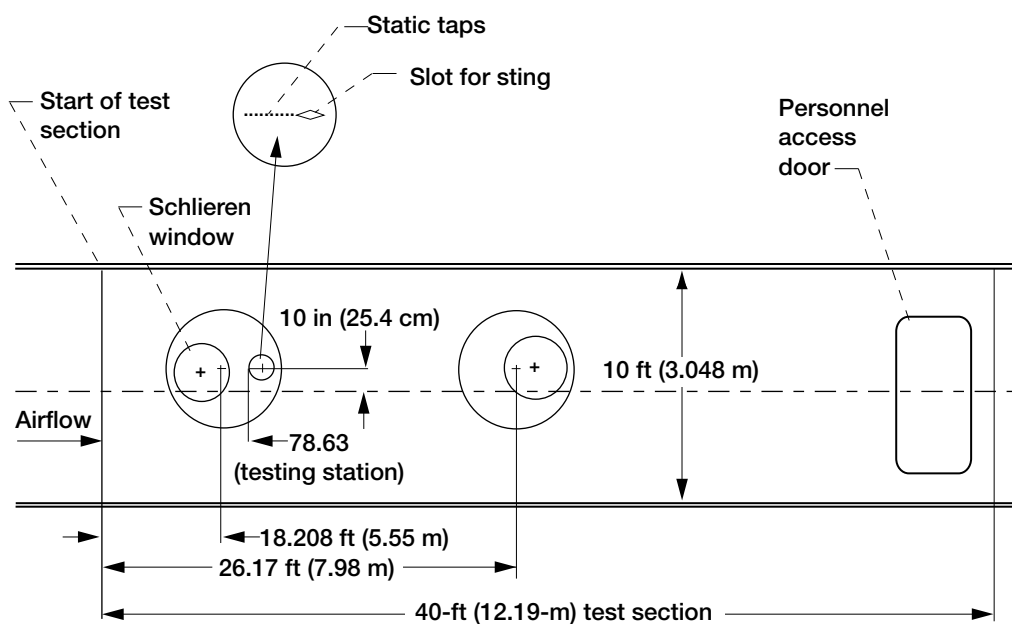 Static taps
Slot for sting
Start of test
section
Personnel
access
door
Schlieren
window
10 in (25.4 cm)
10 ft (3.048 m)
Airflow
78.63
(testing station)
18.208 ft (5.55 m)
26.17 ft (7.98 m)
40-ft (12.19-m) test section